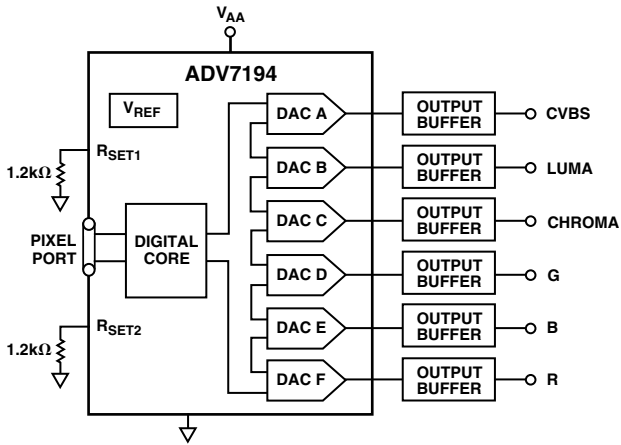 VAA
ADV7194
VREF
RSET1
1.2kΩ
PIXEL
PORT
DIGITAL
CORE
RSET2
1.2kΩ
DAC A
OUTPUT
BUFFER
CVBS
DAC B
OUTPUT
BUFFER
LUMA
DAC C
OUTPUT
BUFFER
CHROMA
DAC D
OUTPUT
BUFFER
G
DAC E
OUTPUT
BUFFER
B
DAC F
OUTPUT
BUFFER
R